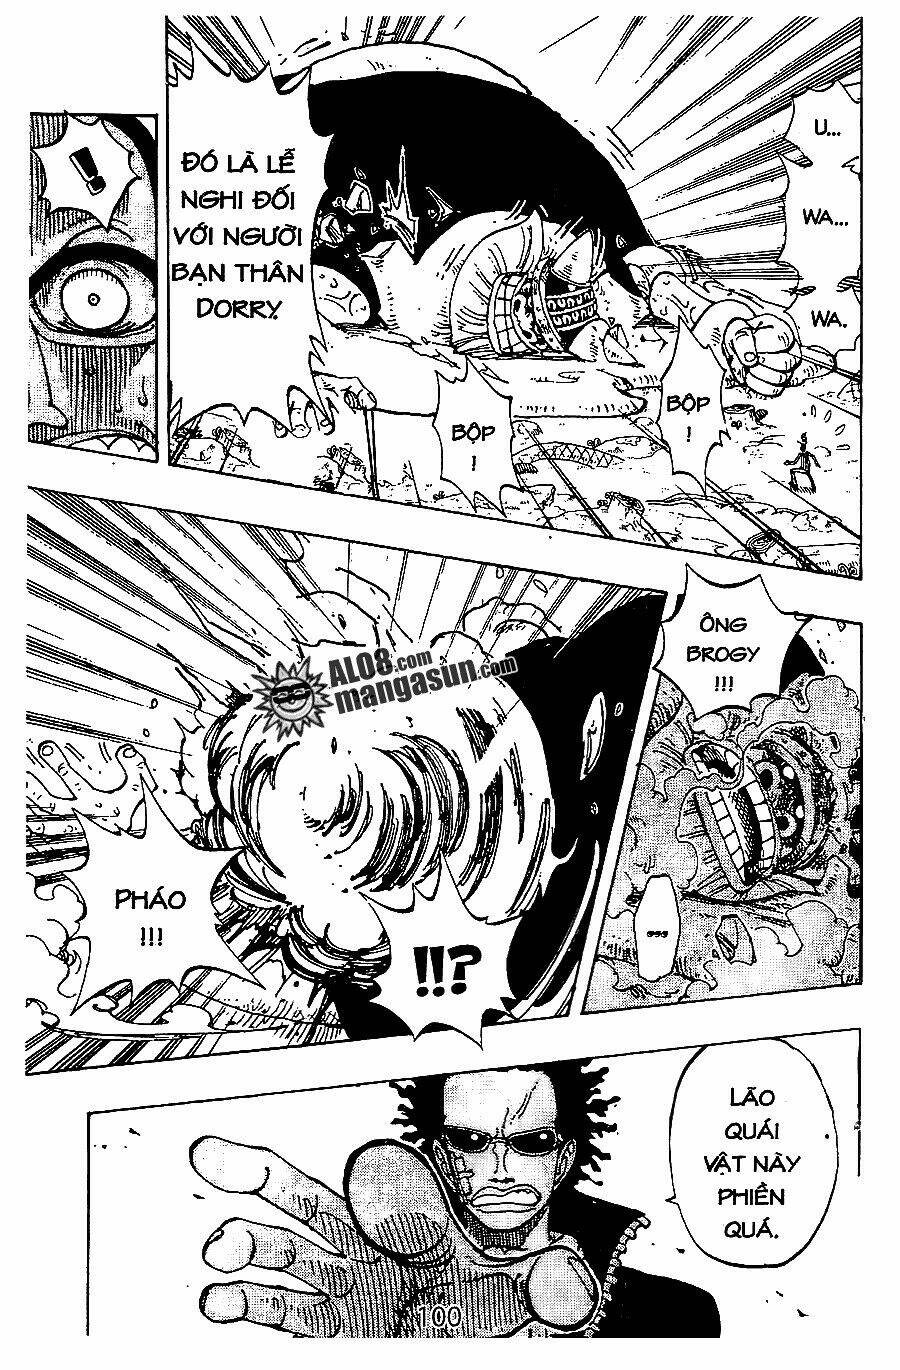 U...
WA...
WA.
BỘP
!
BỘP
!
ĐÓ LÀ LỄ
NGHI ĐỐI
VỚI NGƯỜI
BẠN THÂN
DORRY.
!!
ÔNG
BROGY
!!!
...
ALO8.com
mangasun.com
!!?
PHÁO
!!!
LÃO
QUÁI
VẬT NÀY
PHIỀN
QUÁ.
100